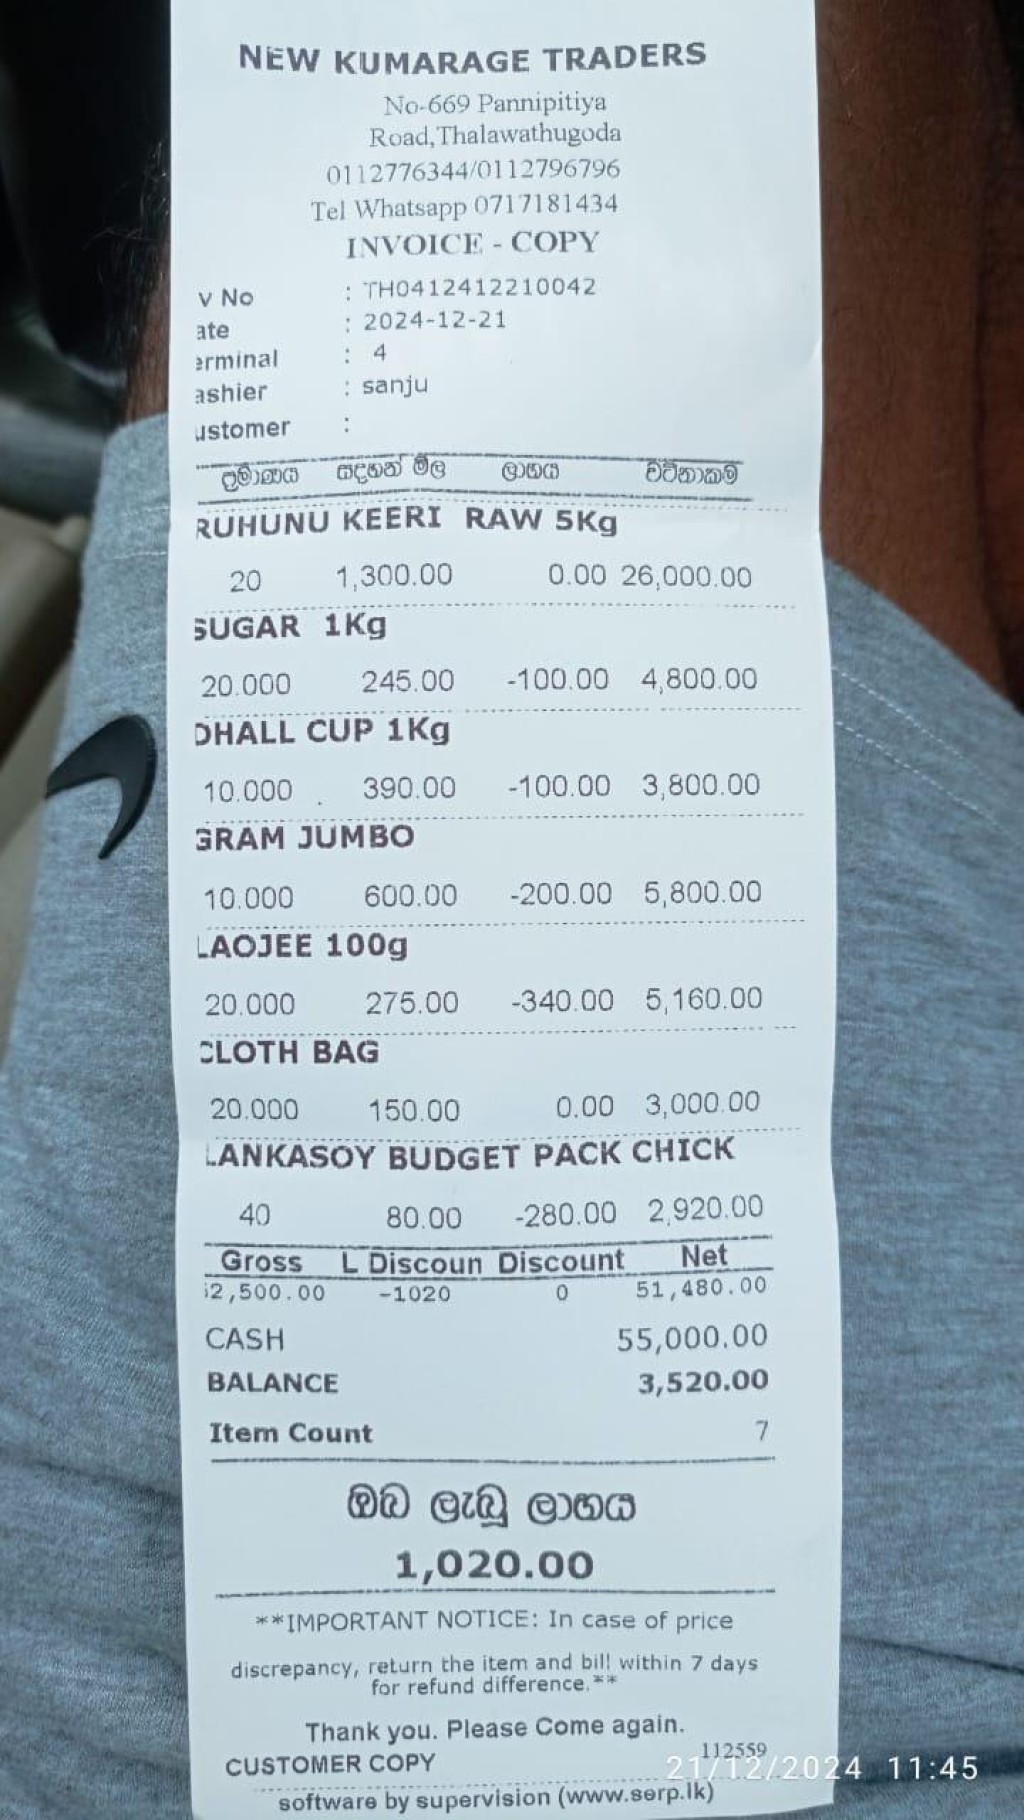 NEW KUMARAGE TRADERS
No-669 Pannipitiya
Road,Thalawathugoda
0112776344/0112796796
Tel Whatsapp 0717181434
INVOICE - COPY
v No : TH0412412210042
ate : 2024-12-21
erminal : 4
ashier : sanju
ustomer :
ප්‍රමාණය සඳහන් මිල ලාභය වටිනාකම
RUHUNU KEERI RAW 5Kg
20 1,300.00 0.00 26,000.00
SUGAR 1Kg
20.000 245.00 -100.00 4,800.00
DHALL CUP 1Kg
10.000 390.00 -100.00 3,800.00
GRAM JUMBO
10.000 600.00 -200.00 5,800.00
LAOJEE 100g
20.000 275.00 -340.00 5,160.00
CLOTH BAG
20.000 150.00 0.00 3,000.00
LANKASOY BUDGET PACK CHICK
40 80.00 -280.00 2,920.00
Gross L Discoun Discount Net
52,500.00 -1020 0 51,480.00
CASH 55,000.00
BALANCE 3,520.00
Item Count 7
ඔබ ලැබූ ලාභය
1,020.00
**IMPORTANT NOTICE: In case of price
discrepancy, return the item and bill within 7 days
for refund difference.**
Thank you. Please Come again.
CUSTOMER COPY 112559
21/12/2024 11:45
software by supervision (www.serp.lk)